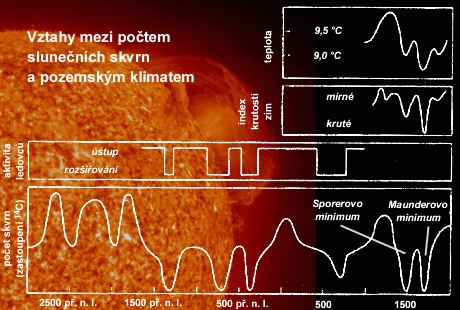 Vztahy mezi počtem
slunečních skvrn
a pozemským klimatem
teplota
9,5 °C
9,0 °C
index
krutosti
zim
mírné
kruté
aktivita
ledovců
ústup
rozšiřování
počet skvrn
(zastoupení ¹⁴C)
Sporerovo
minimum
Maunderovo
minimum
2500 př. n. l.
1500 př. n. l.
500 př. n. l.
500
1500